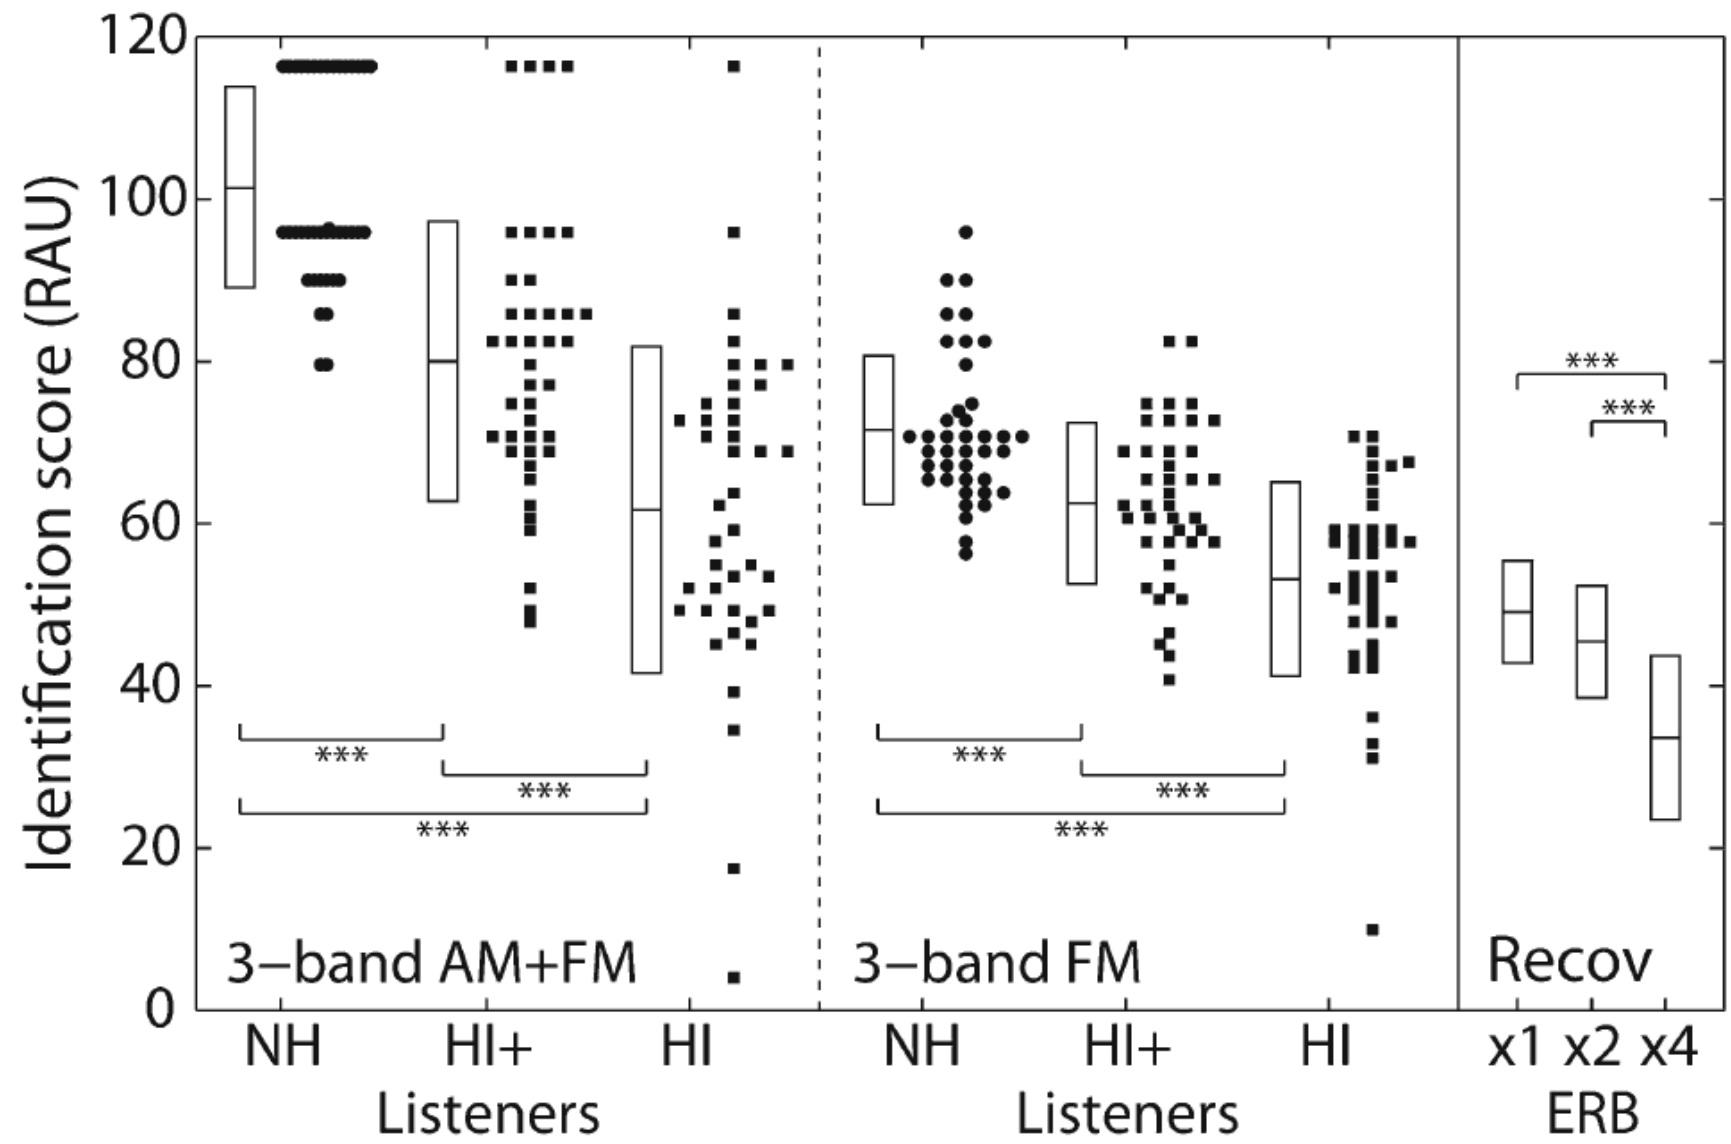 Identification score (RAU)
120
100
80
60
40
20
0
***
***
***
3–band AM+FM
NH HI+ HI
Listeners
***
***
***
3–band FM
NH HI+ HI
Listeners
***
***
Recov
x1 x2 x4
ERB